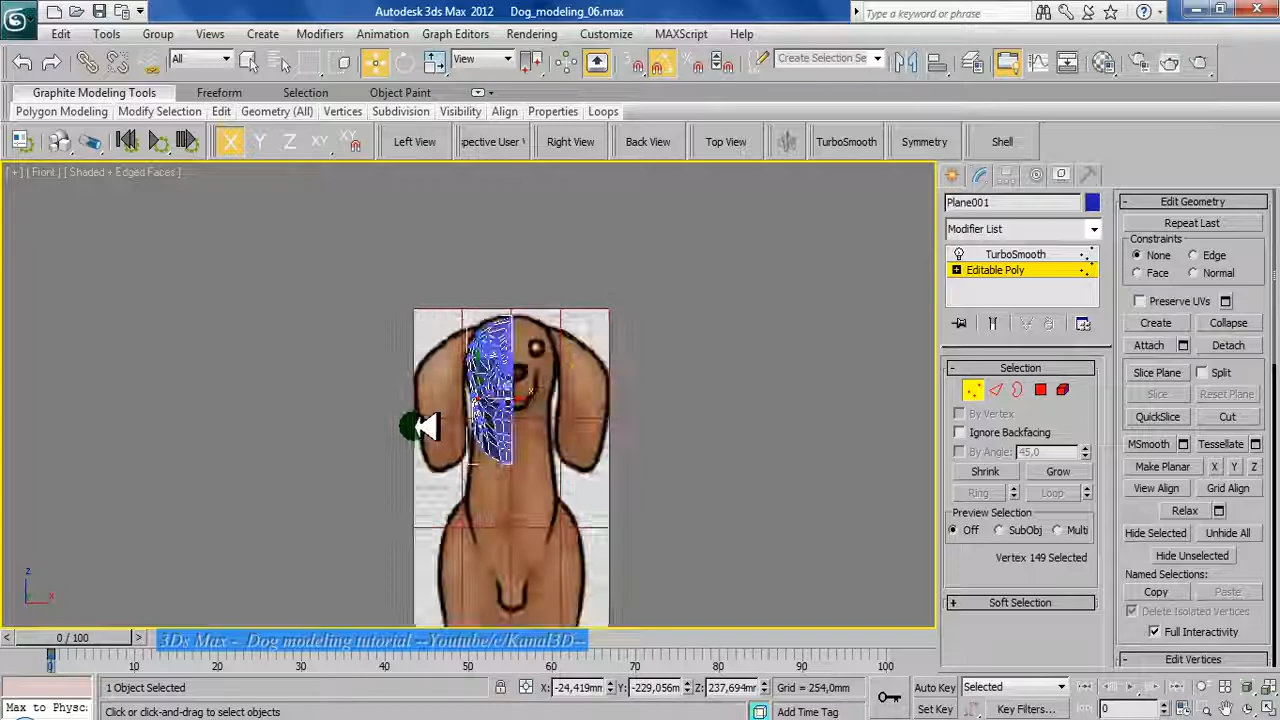 Autodesk 3ds Max 2012 Dog_modeling_06.max
Type a keyword or phrase
Edit Tools Group Views Create Modifiers Animation Graph Editors Rendering Customize MAXScript Help
All View Create Selection Se
Graphite Modeling Tools Freeform Selection Object Paint
Polygon Modeling Modify Selection Edit Geometry (All) Vertices Subdivision Visibility Align Properties Loops
X Y Z XY XY Left View spective User Right View Back View Top View TurboSmooth Symmetry Shell
[ + ] [ Front ] [ Shaded + Edged Faces ]
Plane001
Modifier List
TurboSmooth
Editable Poly
- Selection
By Vertex
Ignore Backfacing
By Angle: 45,0
Shrink Grow
Ring Loop
Preview Selection
Off SubObj Multi
Vertex 149 Selected
+ Soft Selection
- Edit Geometry
Repeat Last
Constraints
None Edge
Face Normal
Preserve UVs
Create Collapse
Attach Detach
Slice Plane Split
Slice Reset Plane
QuickSlice Cut
MSmooth Tessellate
Make Planar X Y Z
View Align Grid Align
Relax
Hide Selected Unhide All
Hide Unselected
Named Selections:
Copy Paste
Delete Isolated Vertices
Full Interactivity
- Edit Vertices
z
x
< 0 / 100 >
3Ds Max - Dog modeling tutorial --Youtube/c/Kanal3D--
0 10 20 30 40 50 60 70 80 90 100
1 Object Selected X: -24,419mm Y: -229,056m Z: 237,694mm Grid = 254,0mm Auto Key Selected
Max to Physc: Click or click-and-drag to select objects Add Time Tag Set Key Key Filters... 0